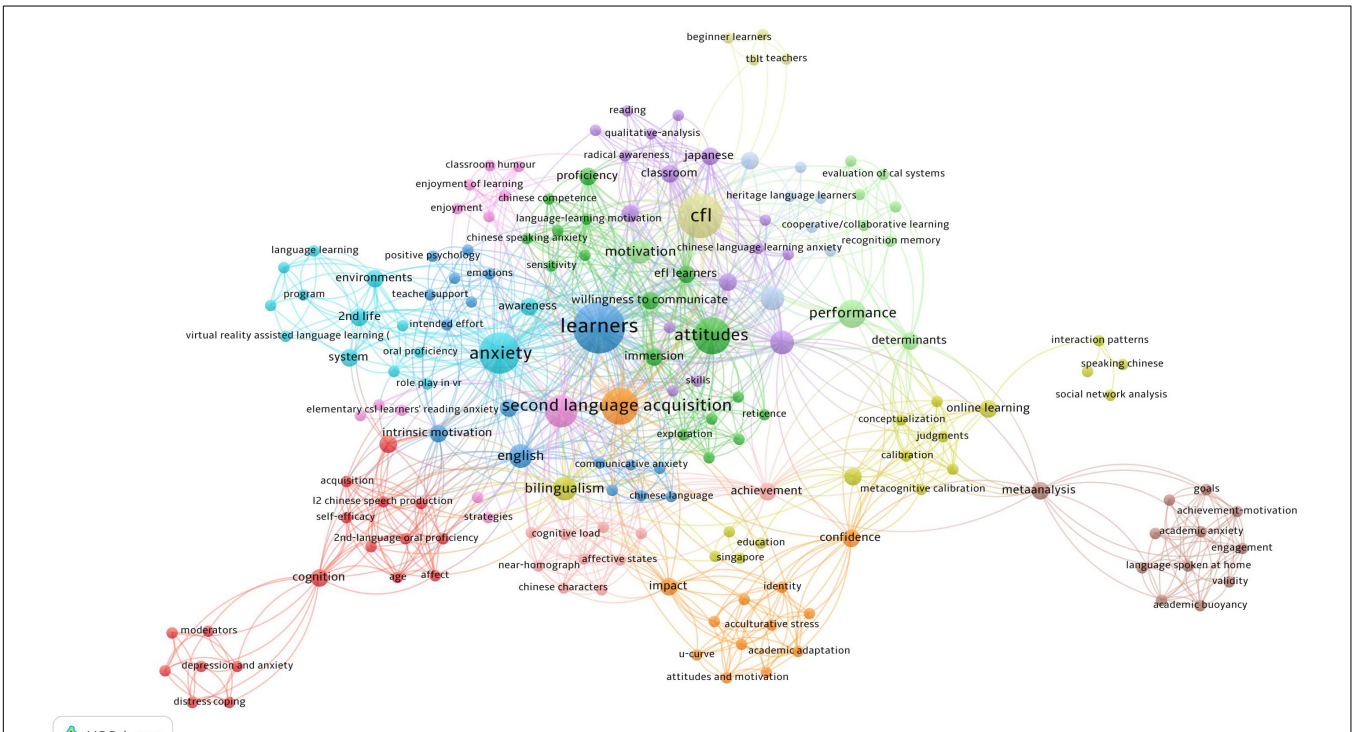 beginner learners
tblt teachers
reading
qualitative-analysis
radical awareness
japanese
classroom humour
proficiency
classroom
evaluation of cal systems
enjoyment of learning
chinese competence
heritage language learners
enjoyment
language-learning motivation
cfl
cooperative/collaborative learning
chinese speaking anxiety
recognition memory
language learning
positive psychology
motivation
chinese language learning anxiety
environments
emotions
sensitivity
efl learners
program
teacher support
awareness
willingness to communicate
2nd life
intended effort
learners
attitudes
performance
virtual reality assisted language learning (
determinants
interaction patterns
system
oral proficiency
anxiety
immersion
speaking chinese
role play in vr
skills
social network analysis
elementary csl learners' reading anxiety
second language acquisition
reticence
online learning
conceptualization
intrinsic motivation
exploration
judgments
english
communicative anxiety
calibration
acquisition
bilingualism
chinese language
achievement
metacognitive calibration
metaanalysis
goals
l2 chinese speech production
achievement motivation
self-efficacy
strategies
academic anxiety
2nd-language oral proficiency
cognitive load
education
confidence
engagement
near-homograph
affective states
singapore
language spoken at home
cognition
age
affect
chinese characters
impact
identity
validity
academic buoyancy
acculturative stress
moderators
u-curve
academic adaptation
depression and anxiety
attitudes and motivation
distress coping